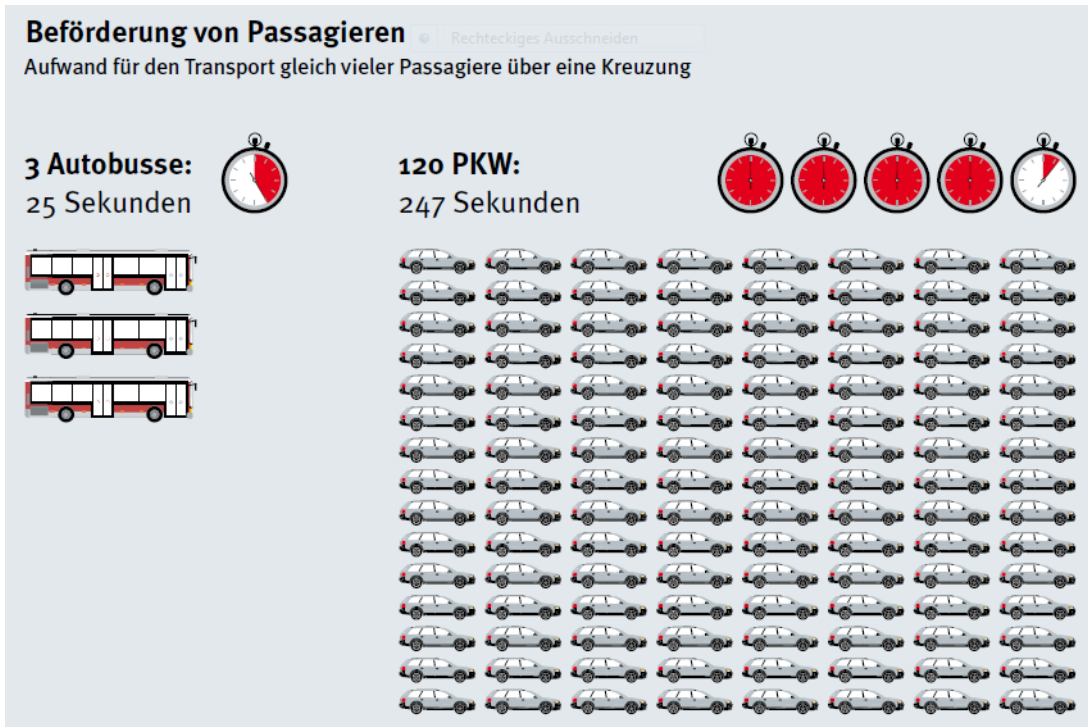 Beförderung von Passagieren
Rechteckiges Ausschneiden
Aufwand für den Transport gleich vieler Passagiere über eine Kreuzung
3 Autobusse:
25 Sekunden
120 PKW:
247 Sekunden